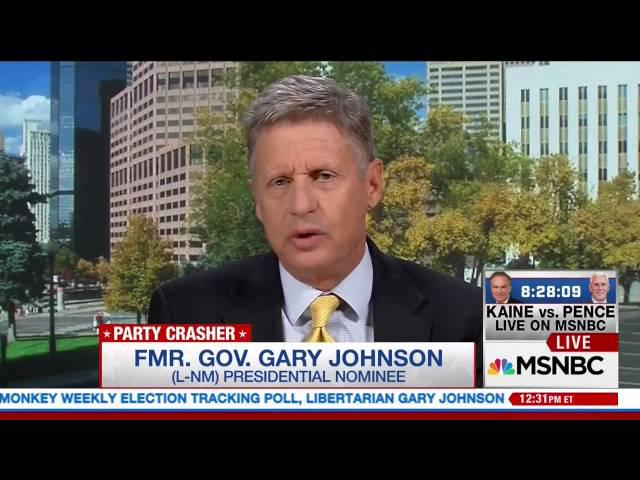 ★ PARTY CRASHER ★
FMR. GOV. GARY JOHNSON
(L-NM) PRESIDENTIAL NOMINEE
8:28:09
KAINE vs. PENCE
LIVE ON MSNBC
LIVE
MSNBC
MONKEY WEEKLY ELECTION TRACKING POLL, LIBERTARIAN GARY JOHNSON
12:31PM ET